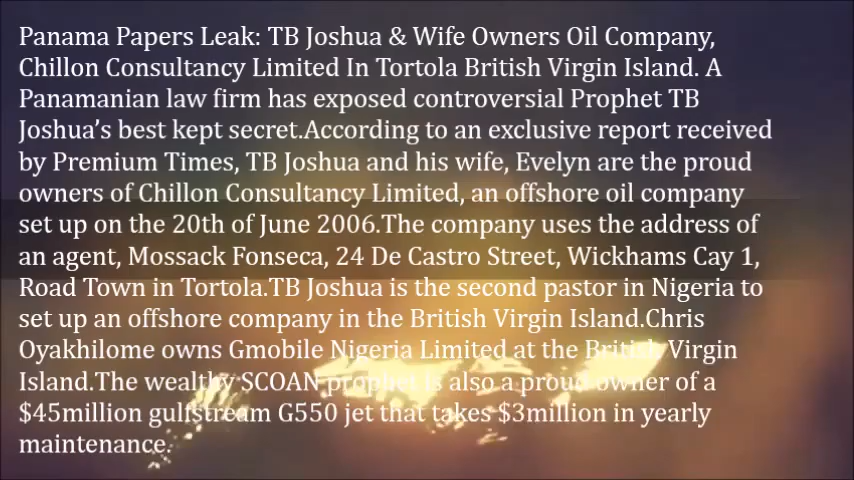 Panama Papers Leak: TB Joshua & Wife Owners Oil Company,
Chillon Consultancy Limited In Tortola British Virgin Island. A
Panamanian law firm has exposed controversial Prophet TB
Joshua's best kept secret.According to an exclusive report received
by Premium Times, TB Joshua and his wife, Evelyn are the proud
owners of Chillon Consultancy Limited, an offshore oil company
set up on the 20th of June 2006.The company uses the address of
an agent, Mossack Fonseca, 24 De Castro Street, Wickhams Cay 1,
Road Town in Tortola.TB Joshua is the second pastor in Nigeria to
set up an offshore company in the British Virgin Island.Chris
Oyakhilome owns Gmobile Nigeria Limited at the British Virgin
Island.The wealthy SCOAN prophet is also a proud owner of a
$45million gulfstream G550 jet that takes $3million in yearly
maintenance.